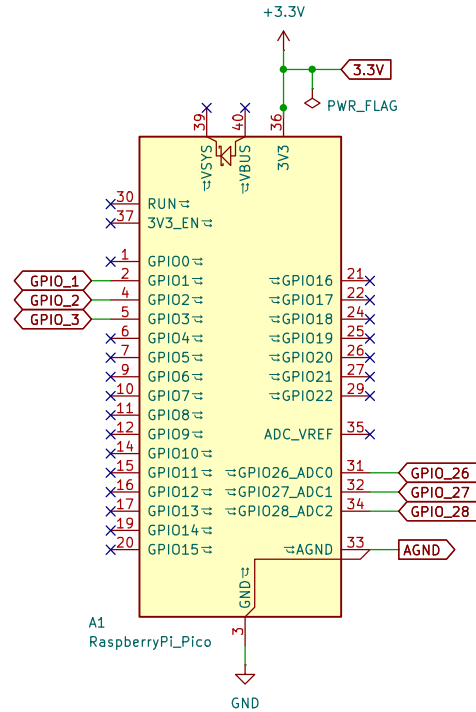 +3.3V
3.3V
PWR_FLAG
39 40 36
VSYS VBUS 3V3
30 RUN
37 3V3_EN
1 GPIO0
GPIO_1 2 GPIO1 GPIO16 21
GPIO_2 4 GPIO2 GPIO17 22
GPIO_3 5 GPIO3 GPIO18 24
6 GPIO4 GPIO19 25
7 GPIO5 GPIO20 26
9 GPIO6 GPIO21 27
10 GPIO7 GPIO22 29
11 GPIO8
12 GPIO9 ADC_VREF 35
14 GPIO10
15 GPIO11 GPIO26_ADC0 31 GPIO_26
16 GPIO12 GPIO27_ADC1 32 GPIO_27
17 GPIO13 GPIO28_ADC2 34 GPIO_28
19 GPIO14
20 GPIO15 AGND 33 AGND
GND
3
A1
RaspberryPi_Pico
GND